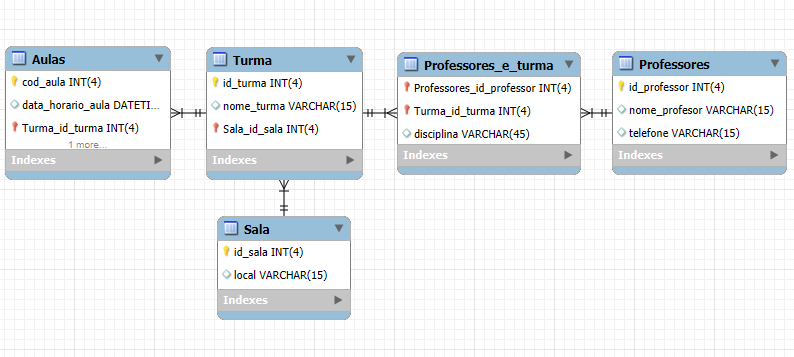 Aulas
cod_aula INT(4)
data_horario_aula DATETI...
Turma_id_turma INT(4)
1 more...
Indexes
Turma
id_turma INT(4)
nome_turma VARCHAR(15)
Sala_id_sala INT(4)
Indexes
Professores_e_turma
Professores_id_professor INT(4)
Turma_id_turma INT(4)
disciplina VARCHAR(45)
Indexes
Professores
id_professor INT(4)
nome_profesor VARCHAR(15)
telefone VARCHAR(15)
Indexes
Sala
id_sala INT(4)
local VARCHAR(15)
Indexes